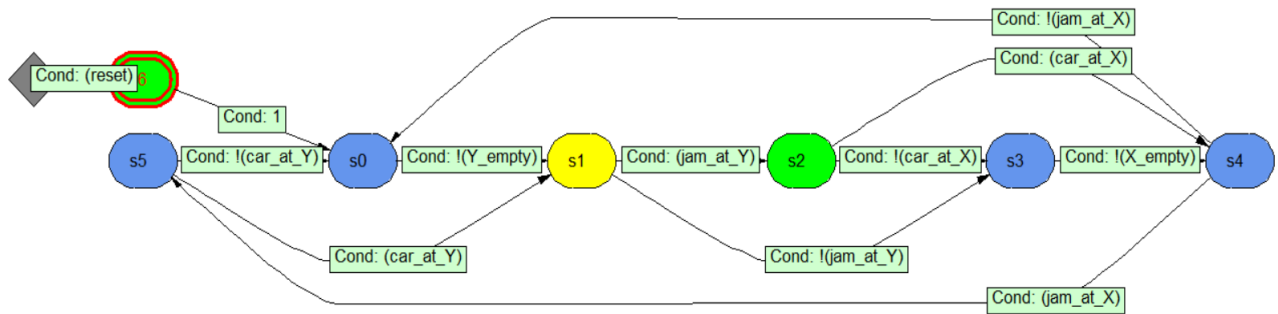 Cond: !(jam_at_X)
Cond: (car_at_X)
Cond: (reset)
6
Cond: 1
s5
Cond: !(car_at_Y)
s0
Cond: !(Y_empty)
s1
Cond: (jam_at_Y)
s2
Cond: !(car_at_X)
s3
Cond: !(X_empty)
s4
Cond: (car_at_Y)
Cond: !(jam_at_Y)
Cond: (jam_at_X)